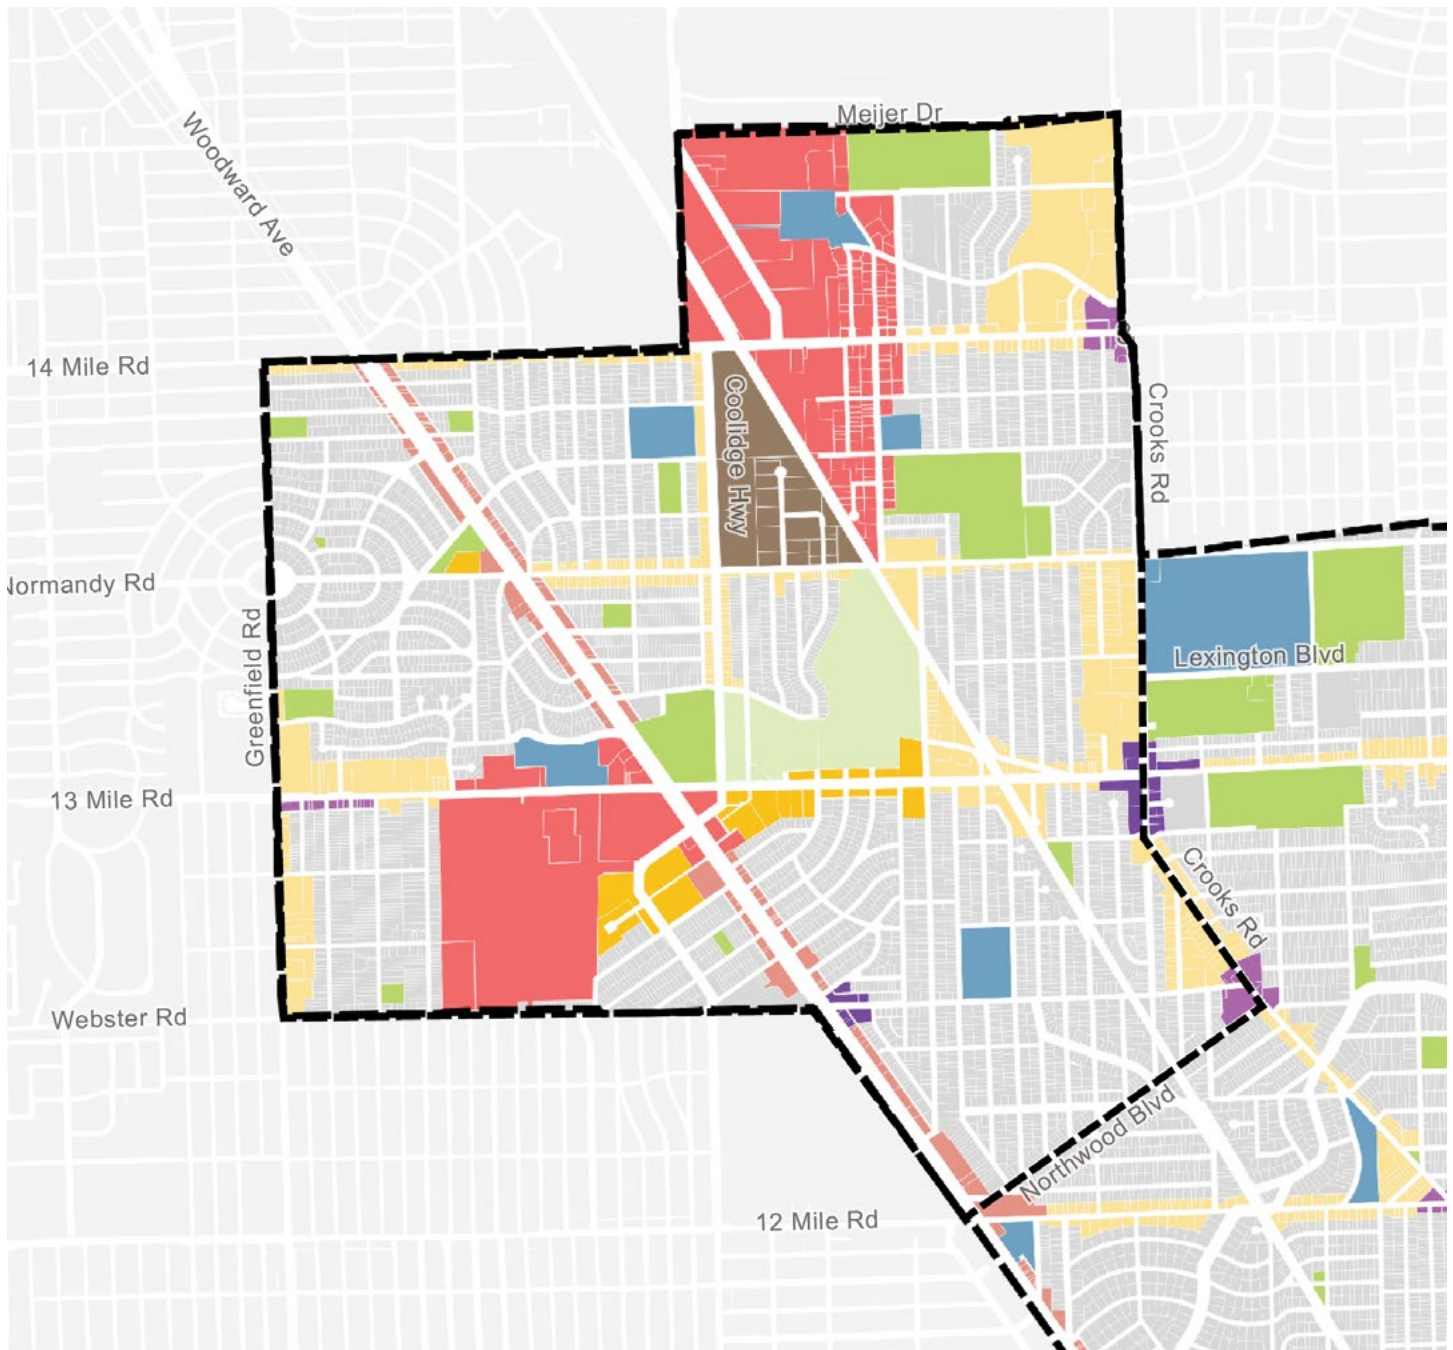 Meijer Dr
Woodward Ave
14 Mile Rd
Coolidge Hwy
Crooks Rd
Normandy Rd
Greenfield Rd
Lexington Blvd
13 Mile Rd
Crooks Rd
Webster Rd
Northwood Blvd
12 Mile Rd